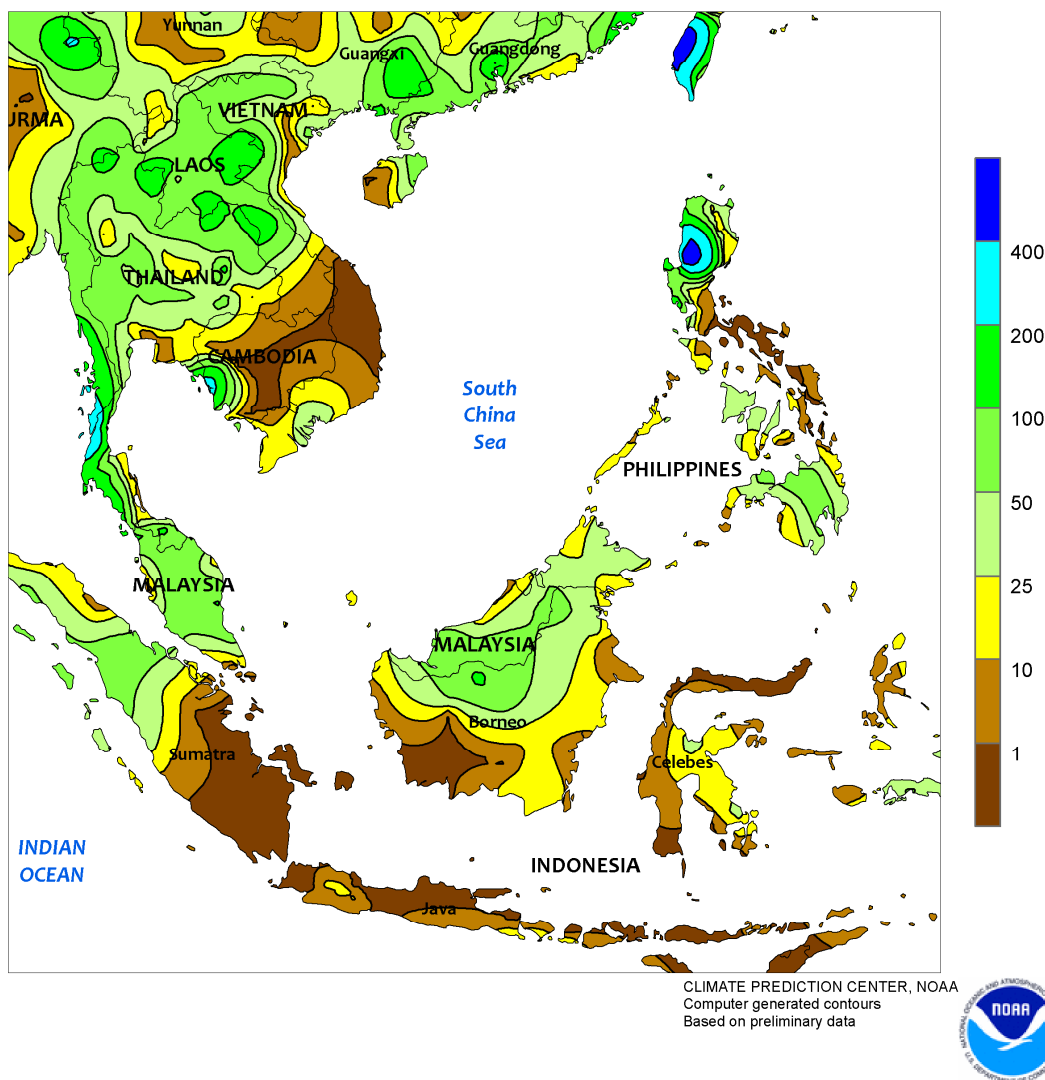 Yunnan
Guangxi
Guangdong
URMA
VIETNAM
LAOS
THAILAND
CAMBODIA
South
China
Sea
PHILIPPINES
MALAYSIA
MALAYSIA
Borneo
Sumatra
Celebes
INDIAN
OCEAN
INDONESIA
Java
400
200
100
50
25
10
1
CLIMATE PREDICTION CENTER, NOAA
Computer generated contours
Based on preliminary data
NOAA